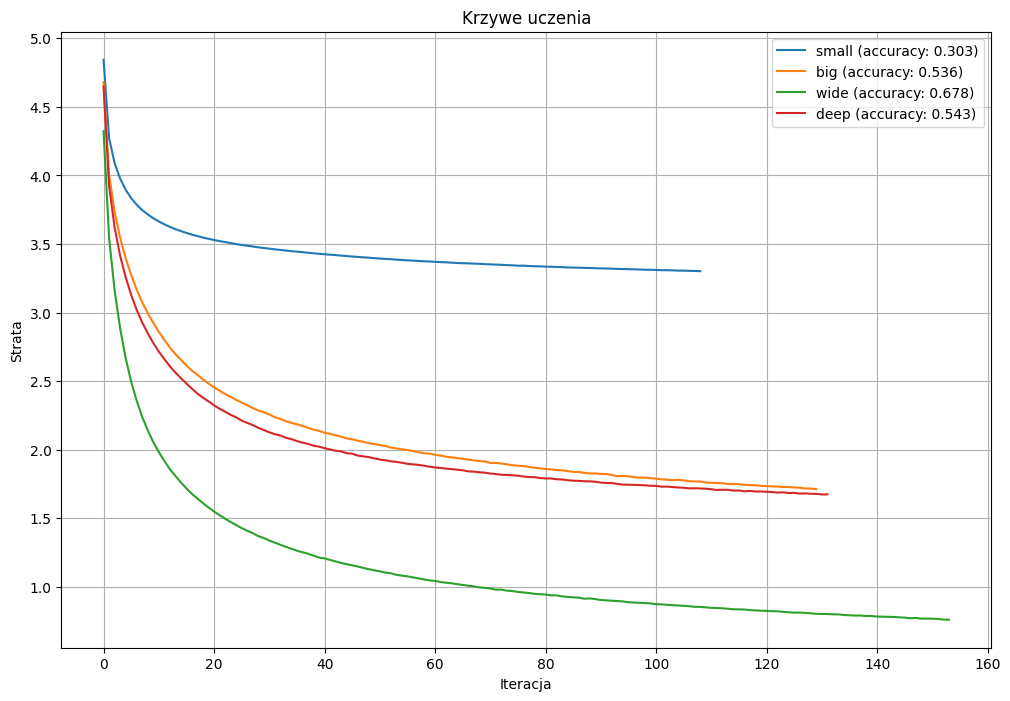 Krzywe uczenia
small (accuracy: 0.303)
big (accuracy: 0.536)
wide (accuracy: 0.678)
deep (accuracy: 0.543)
Strata
5.0
4.5
4.0
3.5
3.0
2.5
2.0
1.5
1.0
0 20 40 60 80 100 120 140 160
Iteracja